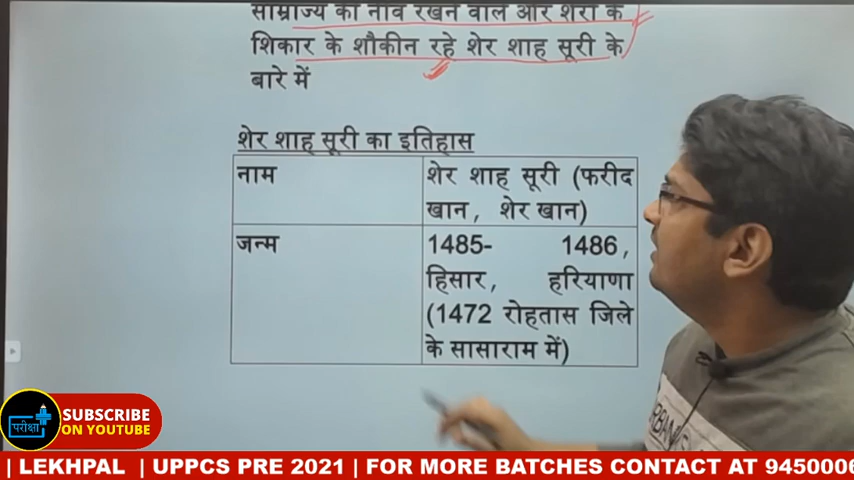 साम्राज्य की नींव रखने वाले और शेरों के
शिकार के शौकीन रहे शेर शाह सूरी के
बारे में
शेर शाह सूरी का इतिहास
नाम
शेर शाह सूरी (फरीद
खान, शेर खान)
जन्म
1485- 1486,
हिसार, हरियाणा
(1472 रोहतास जिले
के सासाराम में)
परीक्षा
SUBSCRIBE
ON YOUTUBE
| LEKHPAL | UPPCS PRE 2021 | FOR MORE BATCHES CONTACT AT 945000